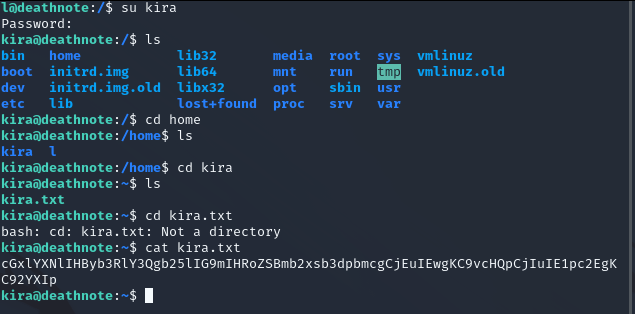 l@deathnote:/$ su kira
Password:
kira@deathnote:/$ ls
bin home lib32 media root sys vmlinuz
boot initrd.img lib64 mnt run tmp vmlinuz.old
dev initrd.img.old libx32 opt sbin usr
etc lib lost+found proc srv var
kira@deathnote:/$ cd home
kira@deathnote:/home$ ls
kira l
kira@deathnote:/home$ cd kira
kira@deathnote:~$ ls
kira.txt
kira@deathnote:~$ cd kira.txt
bash: cd: kira.txt: Not a directory
kira@deathnote:~$ cat kira.txt
cGxlYXNlIHByb3RlY3Qgb25lIG9mIHRoZSBmb2xsb3dpbmcgCjEuIEwgKC9vcHQpCjIuIE1pc2EgK
C92YXIp
kira@deathnote:~$